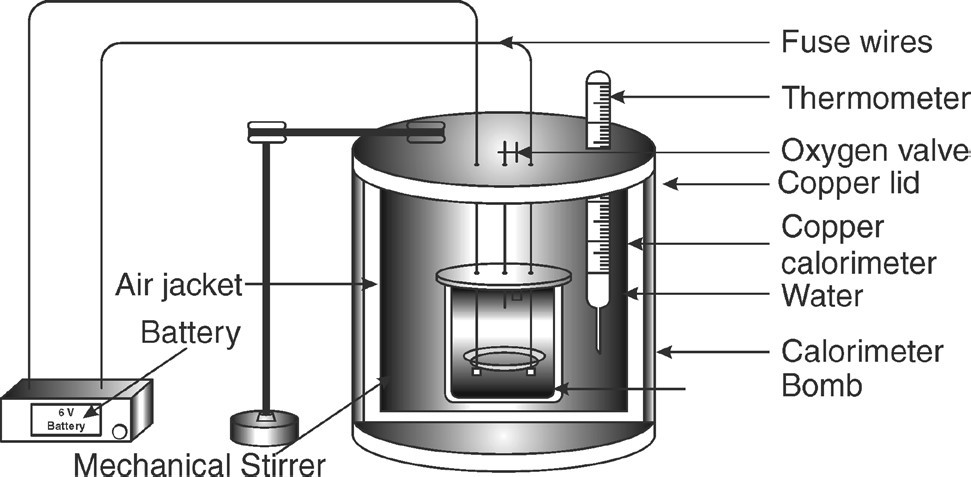 Fuse wires
Thermometer
Oxygen valve
Copper lid
Copper
calorimeter
Water
Calorimeter
Bomb
Air jacket
Battery
6 V
Battery
Mechanical Stirrer